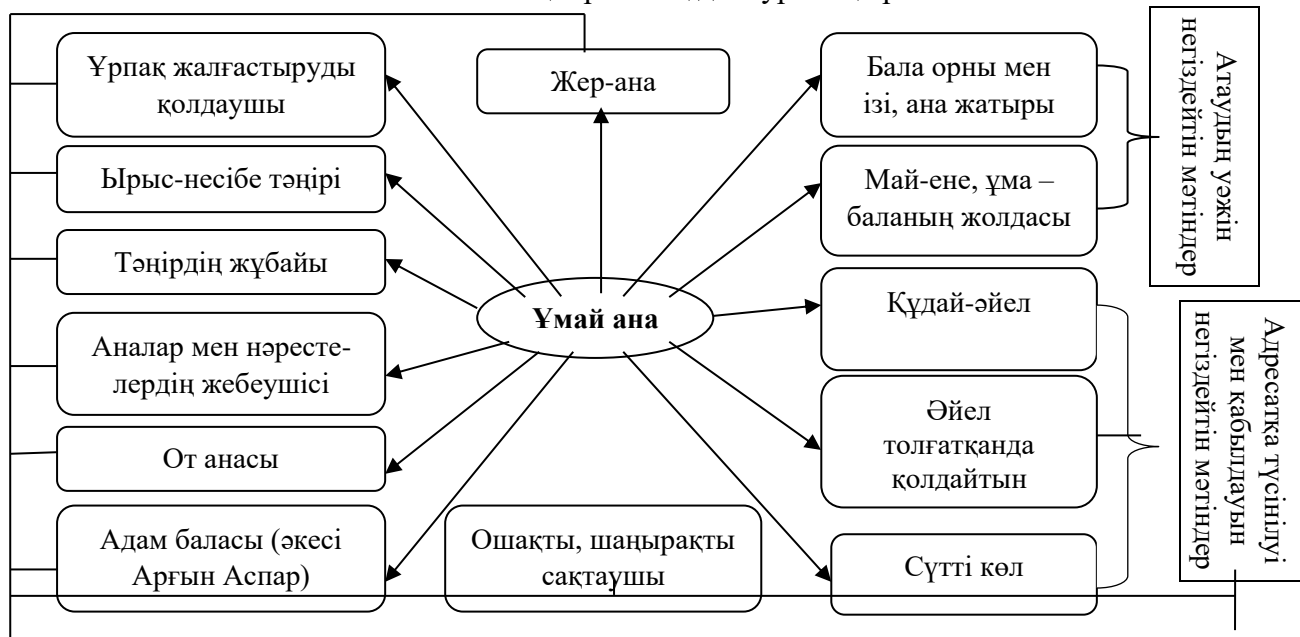 Ұрпақ жалғастыруды
қолдаушы
Ырыс-несібе тәңірі
Тәңірдің жұбайы
Аналар мен нәресте-
лердің жебеушісі
От анасы
Адам баласы (әкесі
Арғын Аспар)
Жер-ана
Ұмай ана
Ошақты, шаңырақты
сақтаушы
Бала орны мен
ізі, ана жатыры
Май-ене, ұма –
баланың жолдасы
Құдай-әйел
Әйел
толғатқанда
қолдайтын
Сүтті көл
Атаудың уәжін
негіздейтін мәтіндер
Адресатқа түсінілуі
мен қабылдауын
негіздейтін мәтіндер